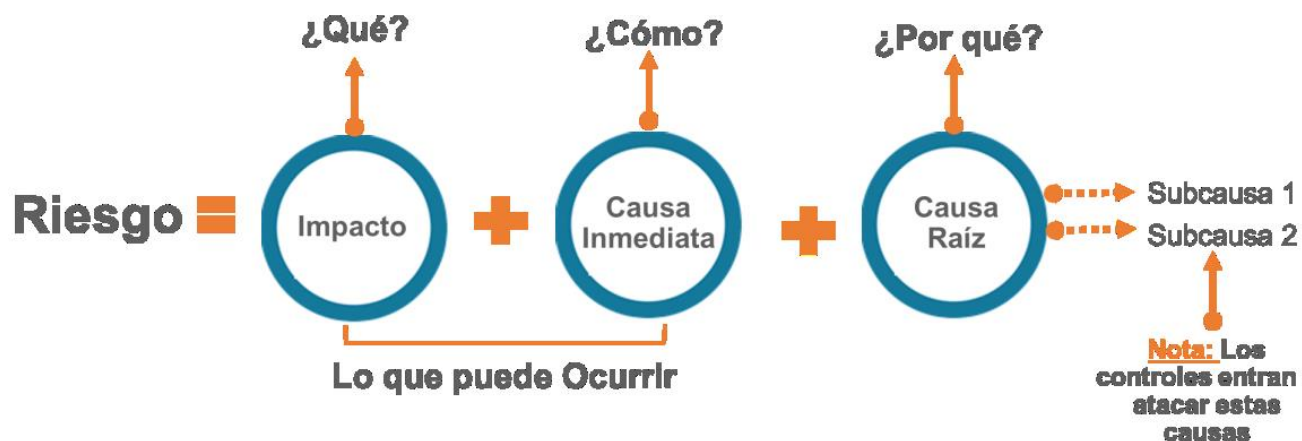 ¿Qué?
¿Cómo?
¿Por qué?
Riesgo =
Impacto
+
Causa
Inmediata
+
Causa
Raíz
Subcausa 1
Subcausa 2
Lo que puede Ocurrir
Nota: Los
controles entran
atacar estas
causas